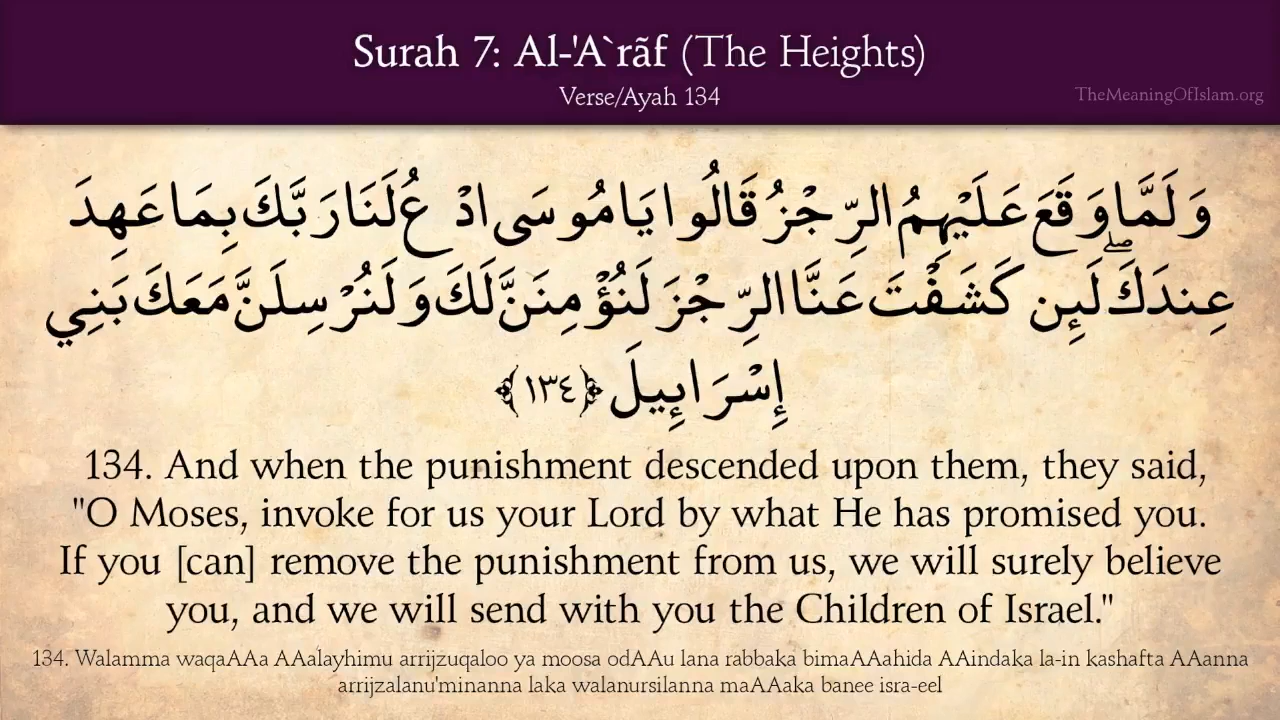 Surah 7: Al-'A`rãf (The Heights)
Verse/Ayah 134
TheMeaningOfIslam.org
وَلَمَّا وَقَعَ عَلَيْهِمُ الرِّجْزُ قَالُوا يَا مُوسَى ادْعُ لَنَا رَبَّكَ بِمَا عَهِدَ
عِندَكَ ۖ لَئِن كَشَفْتَ عَنَّا الرِّجْزَ لَنُؤْمِنَنَّ لَكَ وَلَنُرْسِلَنَّ مَعَكَ بَنِي
إِسْرَائِيلَ ﴿١٣٤﴾
134. And when the punishment descended upon them, they said,
"O Moses, invoke for us your Lord by what He has promised you.
If you [can] remove the punishment from us, we will surely believe
you, and we will send with you the Children of Israel."
134. Walamma waqaAAa AAalayhimu arrijzuqaloo ya moosa odAAu lana rabbaka bimaAAahida AAindaka la-in kashafta AAanna
arrijzalanu'minanna laka walanursilanna maAAaka banee isra-eel